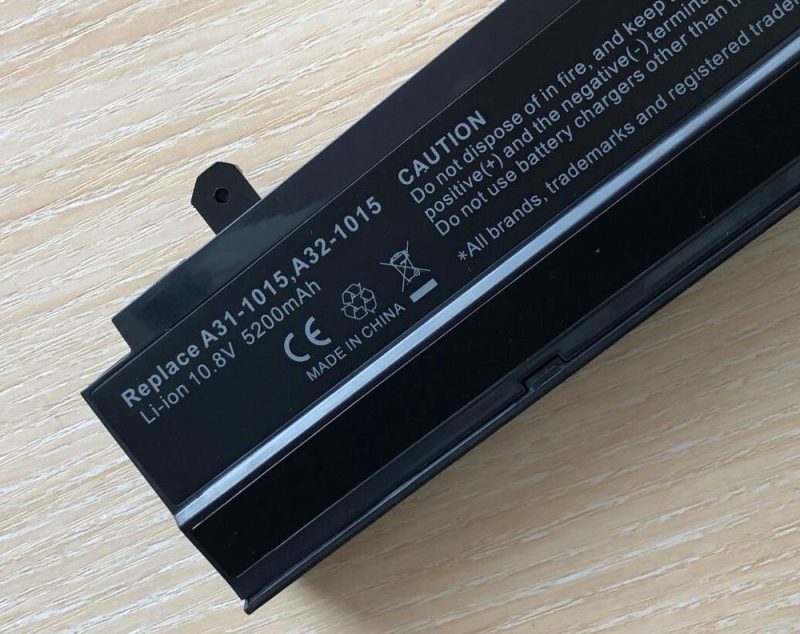 Replace A31-1015,A32-1015
Li-ion 10.8V 5200mAh
CE
MADE IN CHINA
CAUTION
Do not dispose of in fire, and keep
positive(+) and the negative(-) termina
Do not use battery chargers other than
*All brands, trademarks and registered tradem